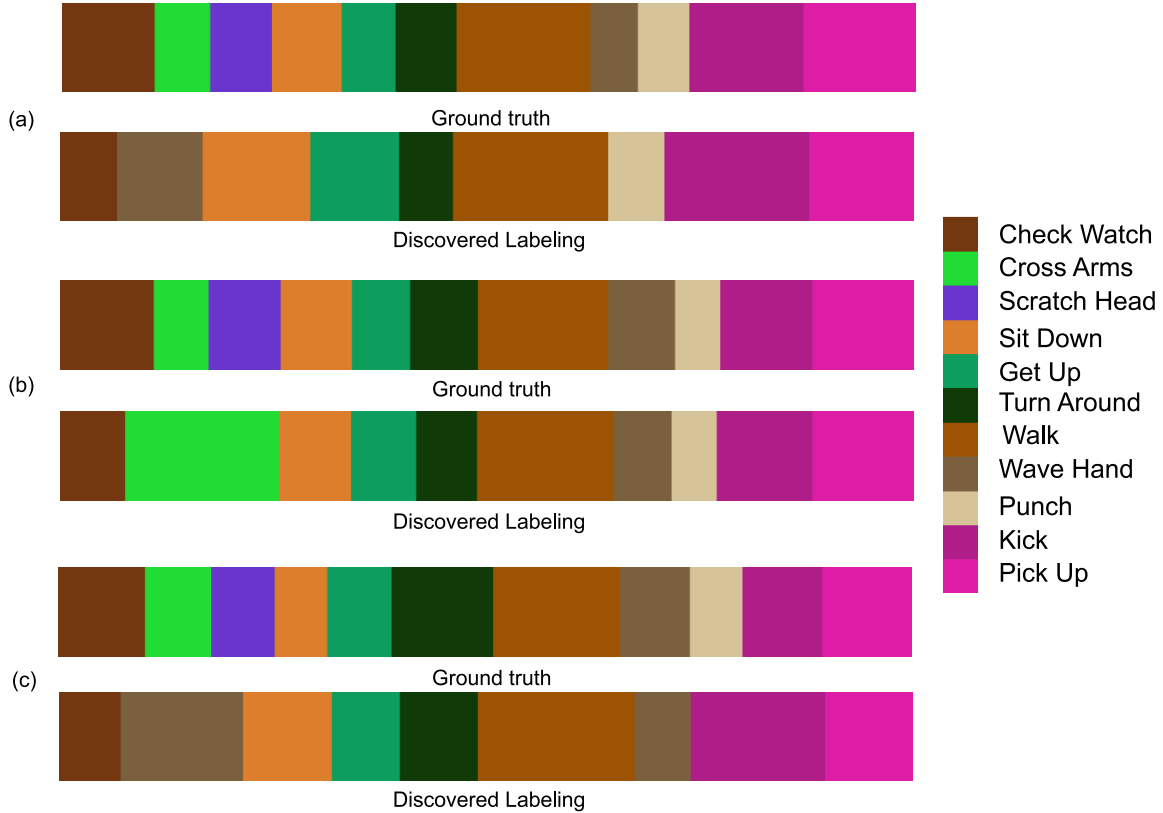 (a)
Ground truth
Discovered Labeling
(b)
Ground truth
Discovered Labeling
(c)
Ground truth
Discovered Labeling
Check Watch
Cross Arms
Scratch Head
Sit Down
Get Up
Turn Around
Walk
Wave Hand
Punch
Kick
Pick Up